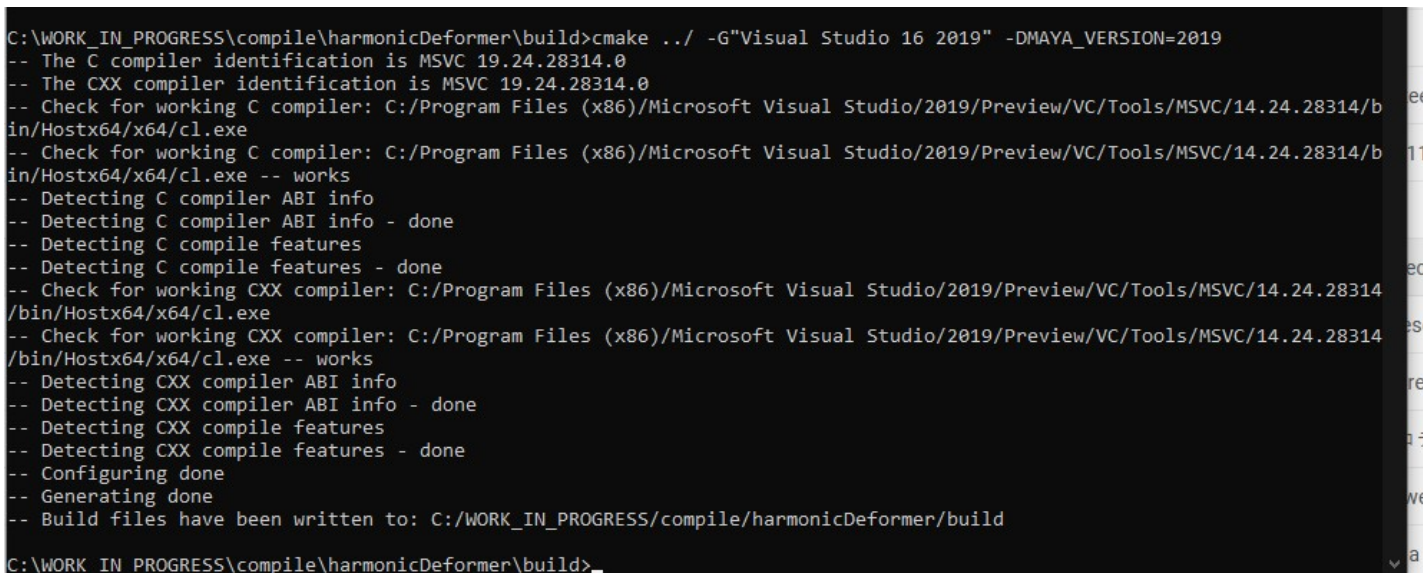 C:\WORK_IN_PROGRESS\compile\harmonicDeformer\build>cmake ../ -G"Visual Studio 16 2019" -DMAYA_VERSION=2019
-- The C compiler identification is MSVC 19.24.28314.0
-- The CXX compiler identification is MSVC 19.24.28314.0
-- Check for working C compiler: C:/Program Files (x86)/Microsoft Visual Studio/2019/Preview/VC/Tools/MSVC/14.24.28314/b
in/Hostx64/x64/cl.exe
-- Check for working C compiler: C:/Program Files (x86)/Microsoft Visual Studio/2019/Preview/VC/Tools/MSVC/14.24.28314/b
in/Hostx64/x64/cl.exe -- works
-- Detecting C compiler ABI info
-- Detecting C compiler ABI info - done
-- Detecting C compile features
-- Detecting C compile features - done
-- Check for working CXX compiler: C:/Program Files (x86)/Microsoft Visual Studio/2019/Preview/VC/Tools/MSVC/14.24.28314
/bin/Hostx64/x64/cl.exe
-- Check for working CXX compiler: C:/Program Files (x86)/Microsoft Visual Studio/2019/Preview/VC/Tools/MSVC/14.24.28314
/bin/Hostx64/x64/cl.exe -- works
-- Detecting CXX compiler ABI info
-- Detecting CXX compiler ABI info - done
-- Detecting CXX compile features
-- Detecting CXX compile features - done
-- Configuring done
-- Generating done
-- Build files have been written to: C:/WORK_IN_PROGRESS/compile/harmonicDeformer/build
C:\WORK_IN_PROGRESS\compile\harmonicDeformer\build>